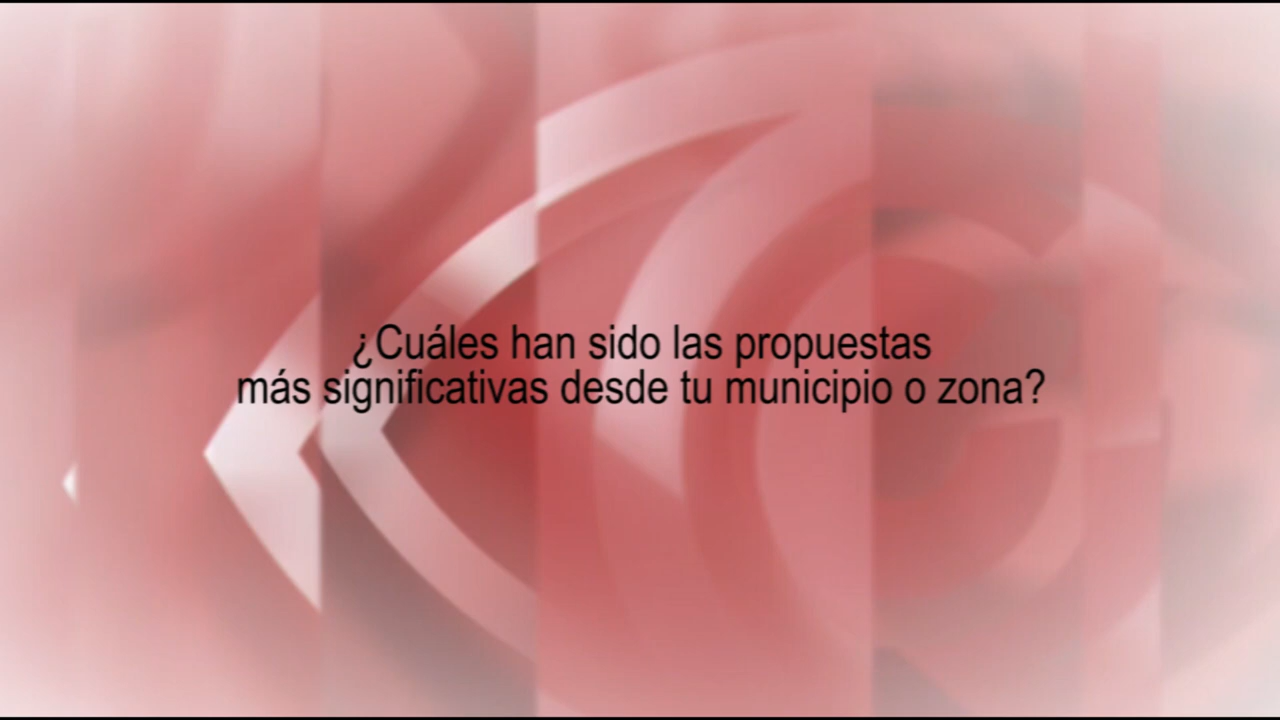 ¿Cuáles han sido las propuestas
más significativas desde tu municipio o zona?